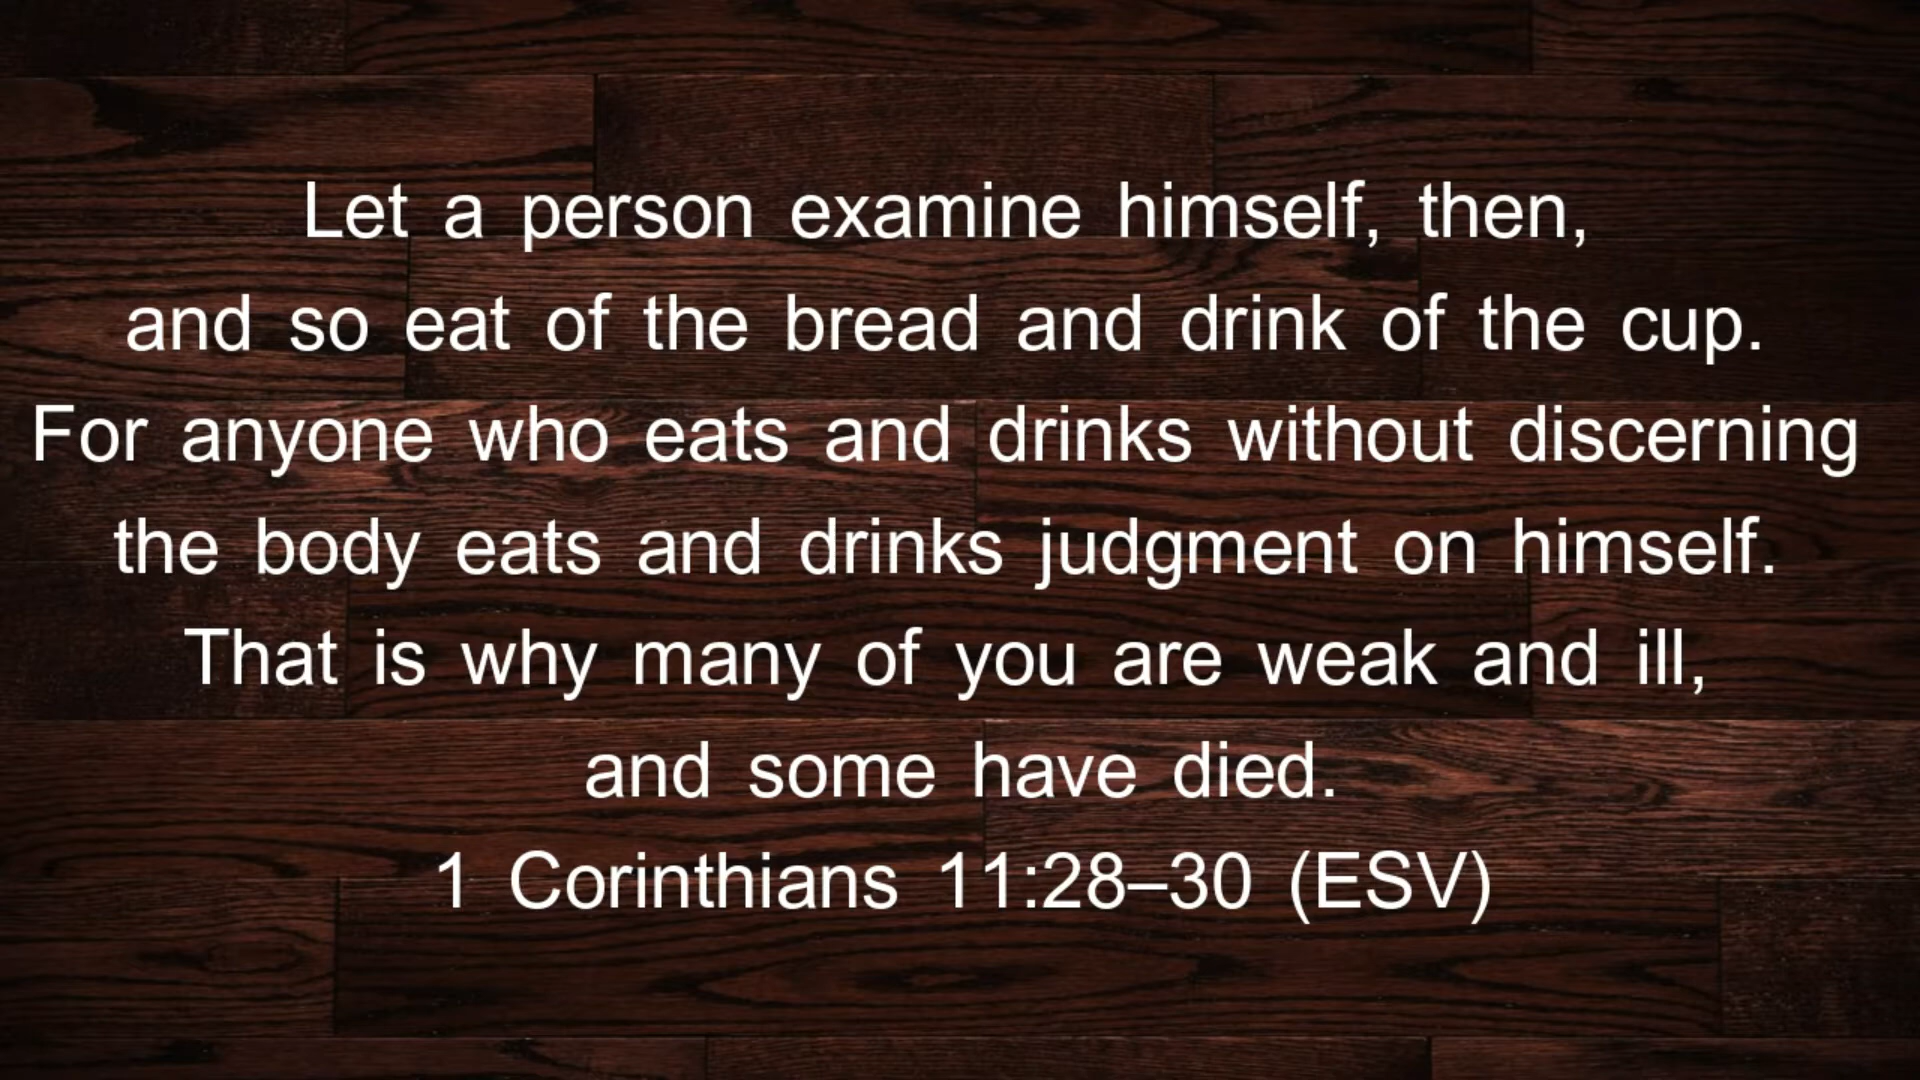 Let a person examine himself, then,
and so eat of the bread and drink of the cup.
For anyone who eats and drinks without discerning
the body eats and drinks judgment on himself.
That is why many of you are weak and ill,
and some have died.
1 Corinthians 11:28–30 (ESV)